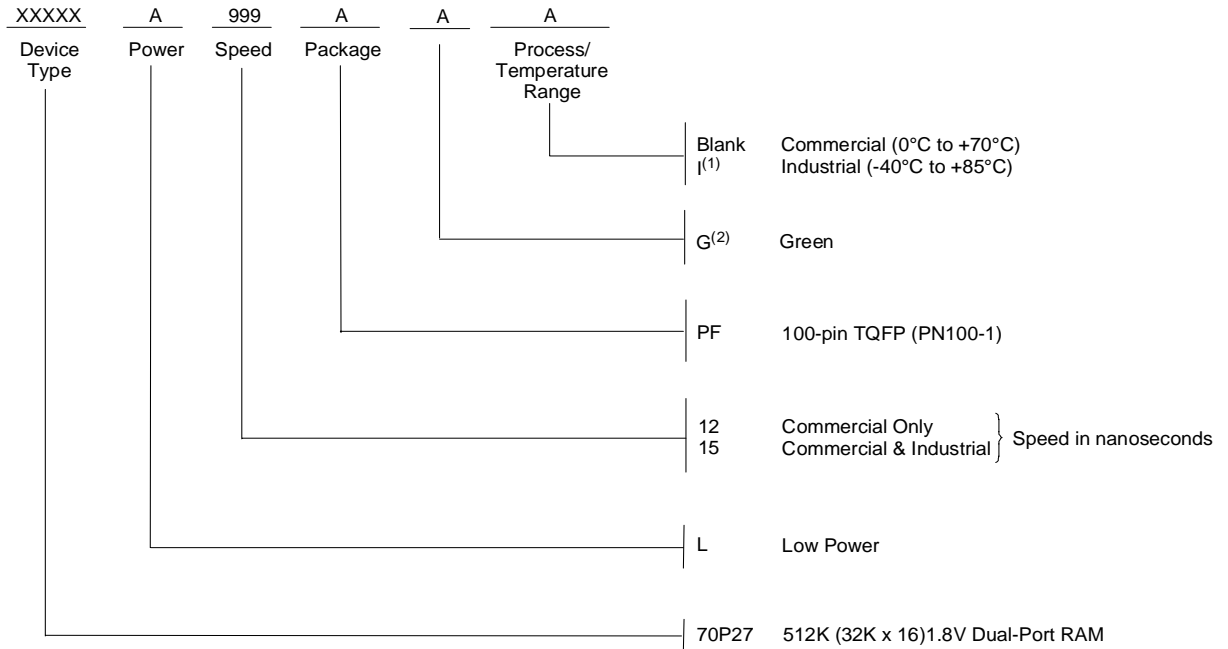 XXXXX A 999 A A A
Device Type Power Speed Package Process/ Temperature Range
Blank Commercial (0°C to +70°C)
I(1) Industrial (-40°C to +85°C)
G(2) Green
PF 100-pin TQFP (PN100-1)
12 Commercial Only
15 Commercial & Industrial
Speed in nanoseconds
L Low Power
70P27 512K (32K x 16)1.8V Dual-Port RAM